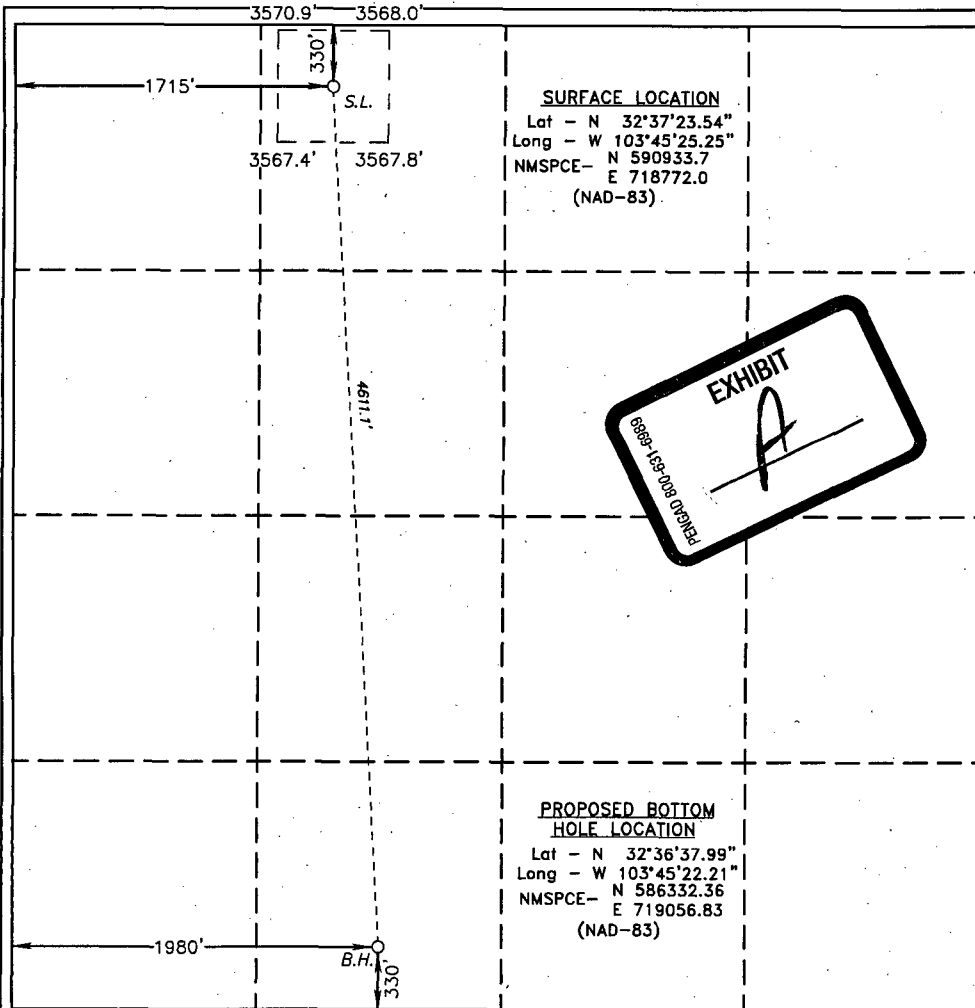 3570.9' 3568.0'
330'
1715'
S.L.
3567.4' 3567.8'
SURFACE LOCATION
Lat - N 32°37'23.54"
Long - W 103°45'25.25"
NMSPCE- N 590933.7
E 718772.0
(NAD-83)
4611.1'
EXHIBIT
A
PENGAD 800-631-6989
PROPOSED BOTTOM
HOLE LOCATION
Lat - N 32°36'37.99"
Long - W 103°45'22.21"
NMSPCE- N 586332.36
E 719056.83
(NAD-83)
1980'
B.H.
330'